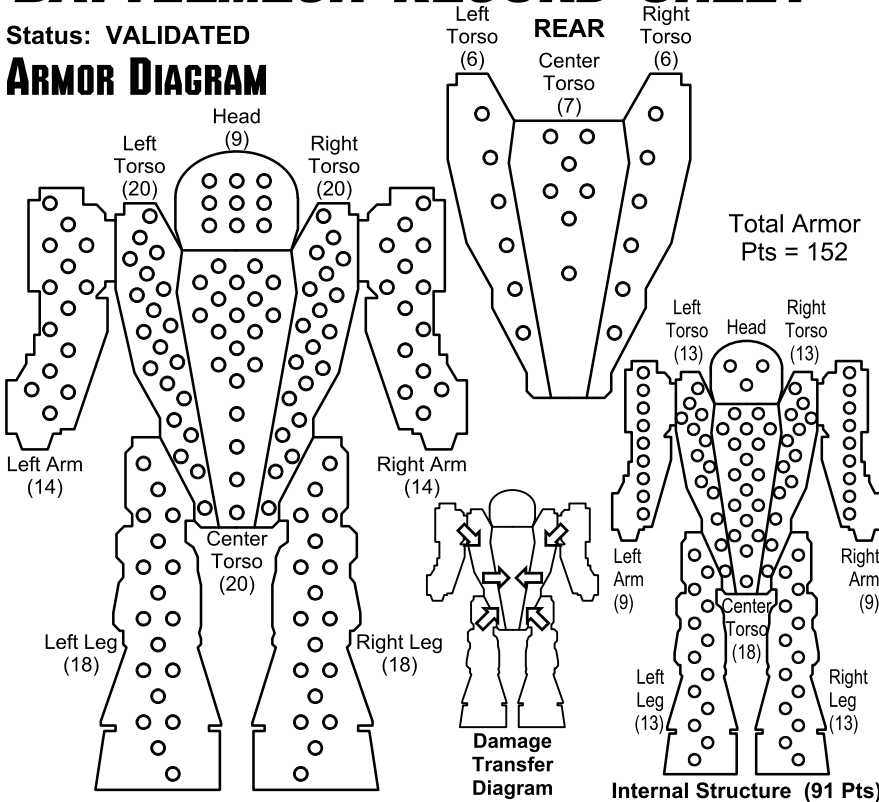 BATTLEMECH RECORD SHEET
Status: VALIDATED
ARMOR DIAGRAM
Head
(9)
Left
Torso
(20)
Right
Torso
(20)
Left Arm
(14)
Right Arm
(14)
Center
Torso
(20)
Left Leg
(18)
Right Leg
(18)
Left
Torso
(6)
REAR
Center
Torso
(7)
Right
Torso
(6)
Total Armor
Pts = 152
Left
Torso
(13)
Head
Right
Torso
(13)
Left
Arm
(9)
Right
Arm
(9)
Center
Torso
(18)
Left
Leg
(13)
Right
Leg
(13)
Damage
Transfer
Diagram
Internal Structure (91 Pts)